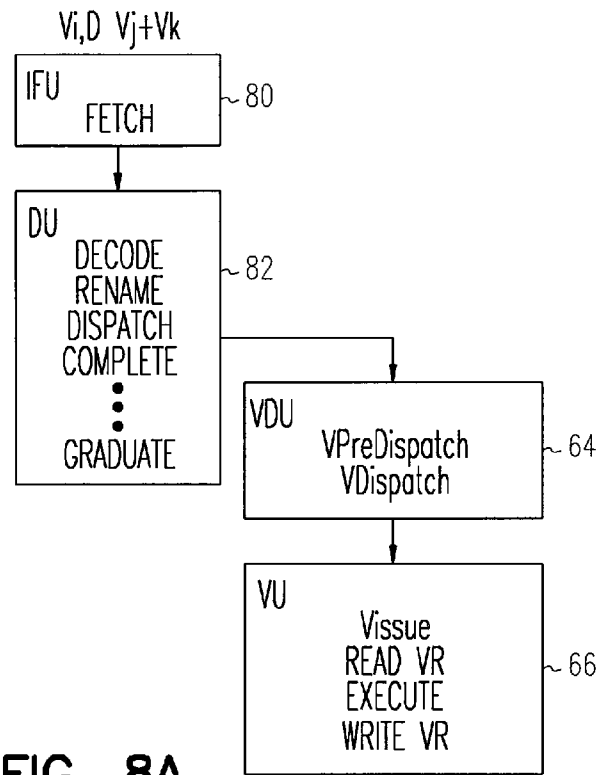 Vi,D Vj+Vk
IFU
FETCH
80
DU
DECODE
RENAME
DISPATCH
COMPLETE
GRADUATE
82
VDU
VPreDispatch
VDispatch
64
VU
Vissue
READ VR
EXECUTE
WRITE VR
66
FIG. 8A